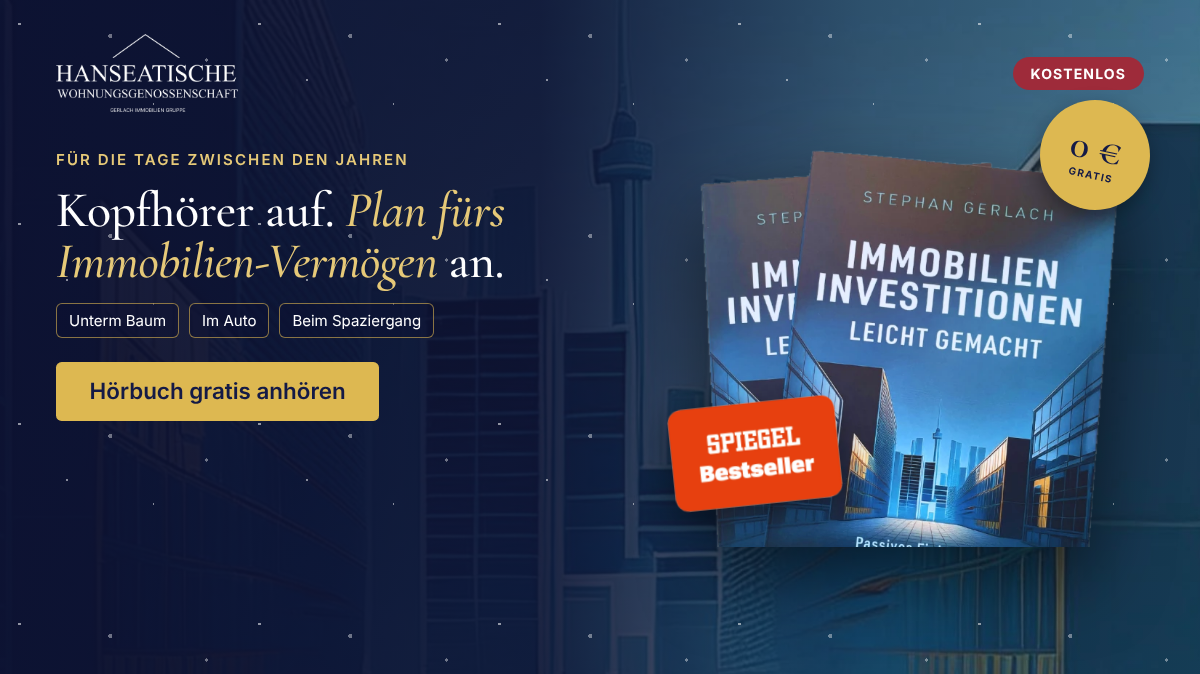 HANSEATISCHE
WOHNUNGSGENOSSENSCHAFT
GERLACH IMMOBILIEN GRUPPE
KOSTENLOS
0 €
GRATIS
FÜR DIE TAGE ZWISCHEN DEN JAHREN
Kopfhörer auf. Plan fürs
Immobilien-Vermögen an.
Unterm Baum
Im Auto
Beim Spaziergang
Hörbuch gratis anhören
STEPHAN GERLACH
IMMOBILIEN
INVESTITIONEN
LEICHT GEMACHT
SPIEGEL
Bestseller